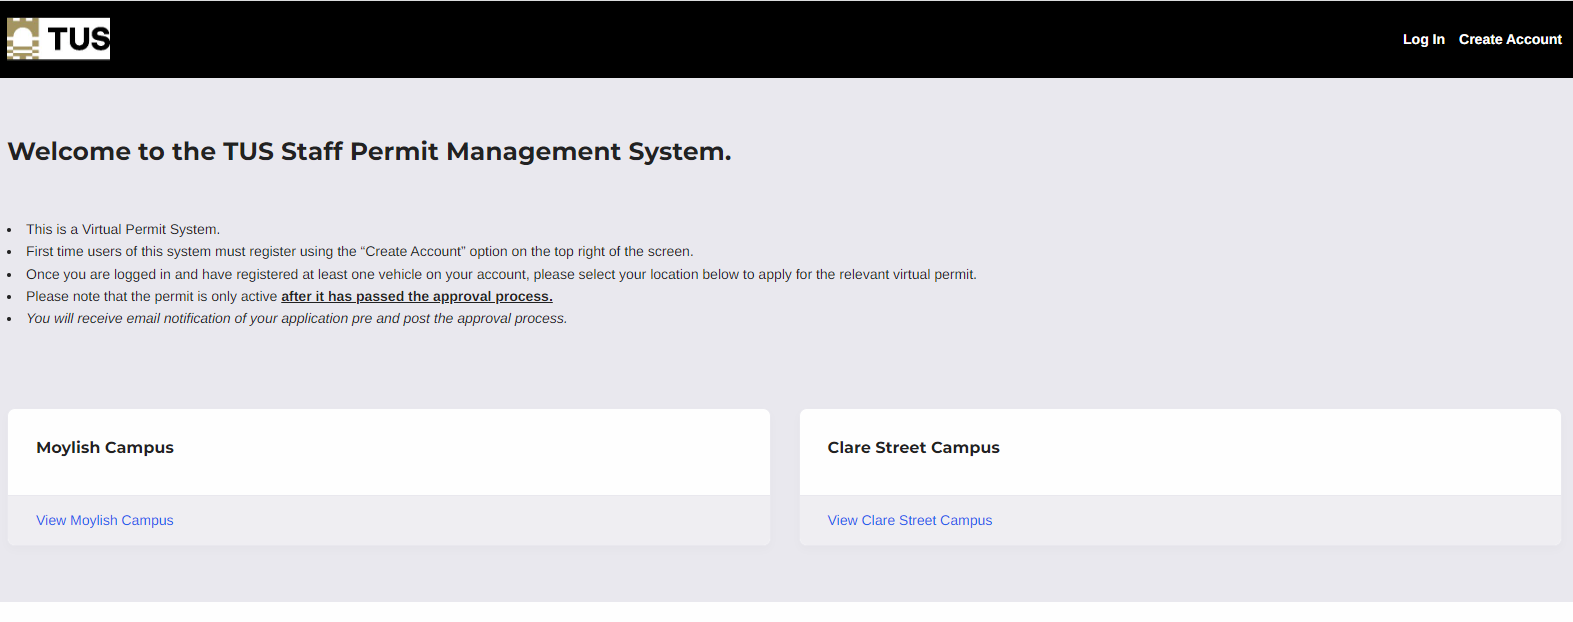 TUS
Log In Create Account
Welcome to the TUS Staff Permit Management System.
This is a Virtual Permit System.
First time users of this system must register using the “Create Account” option on the top right of the screen.
Once you are logged in and have registered at least one vehicle on your account, please select your location below to apply for the relevant virtual permit.
Please note that the permit is only active after it has passed the approval process.
You will receive email notification of your application pre and post the approval process.
Moylish Campus
View Moylish Campus
Clare Street Campus
View Clare Street Campus